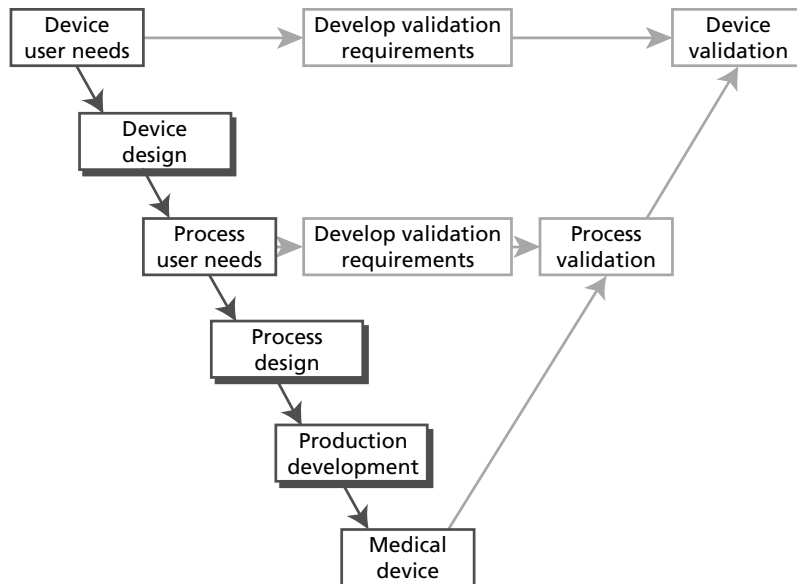 Device
user needs
Develop validation
requirements
Device
validation
Device
design
Process
user needs
Develop validation
requirements
Process
validation
Process
design
Production
development
Medical
device